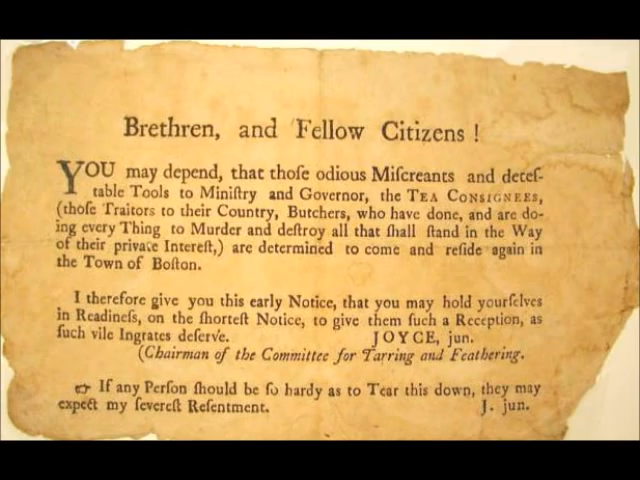 Brethren, and Fellow Citizens!
YOU may depend, that thoſe odious Miſcreants and deteſ-
table Tools to Miniſtry and Governor, the TEA CONSIGNEES,
(thoſe Traitors to their Country, Butchers, who have done, and are do-
ing every Thing to Murder and deſtroy all that ſhall ſtand in the Way
of their private Intereſt,) are determined to come and reſide again in
the Town of Boſton.
I therefore give you this early Notice, that you may hold yourſelves
in Readineſs, on the ſhorteſt Notice, to give them ſuch a Reception, as
ſuch vile Ingrates deſerve. JOYCE, jun.
(Chairman of the Committee for Tarring and Feathering.
☞ If any Perſon ſhould be ſo hardy as to Tear this down, they may
expect my ſevereſt Reſentment. J. jun.